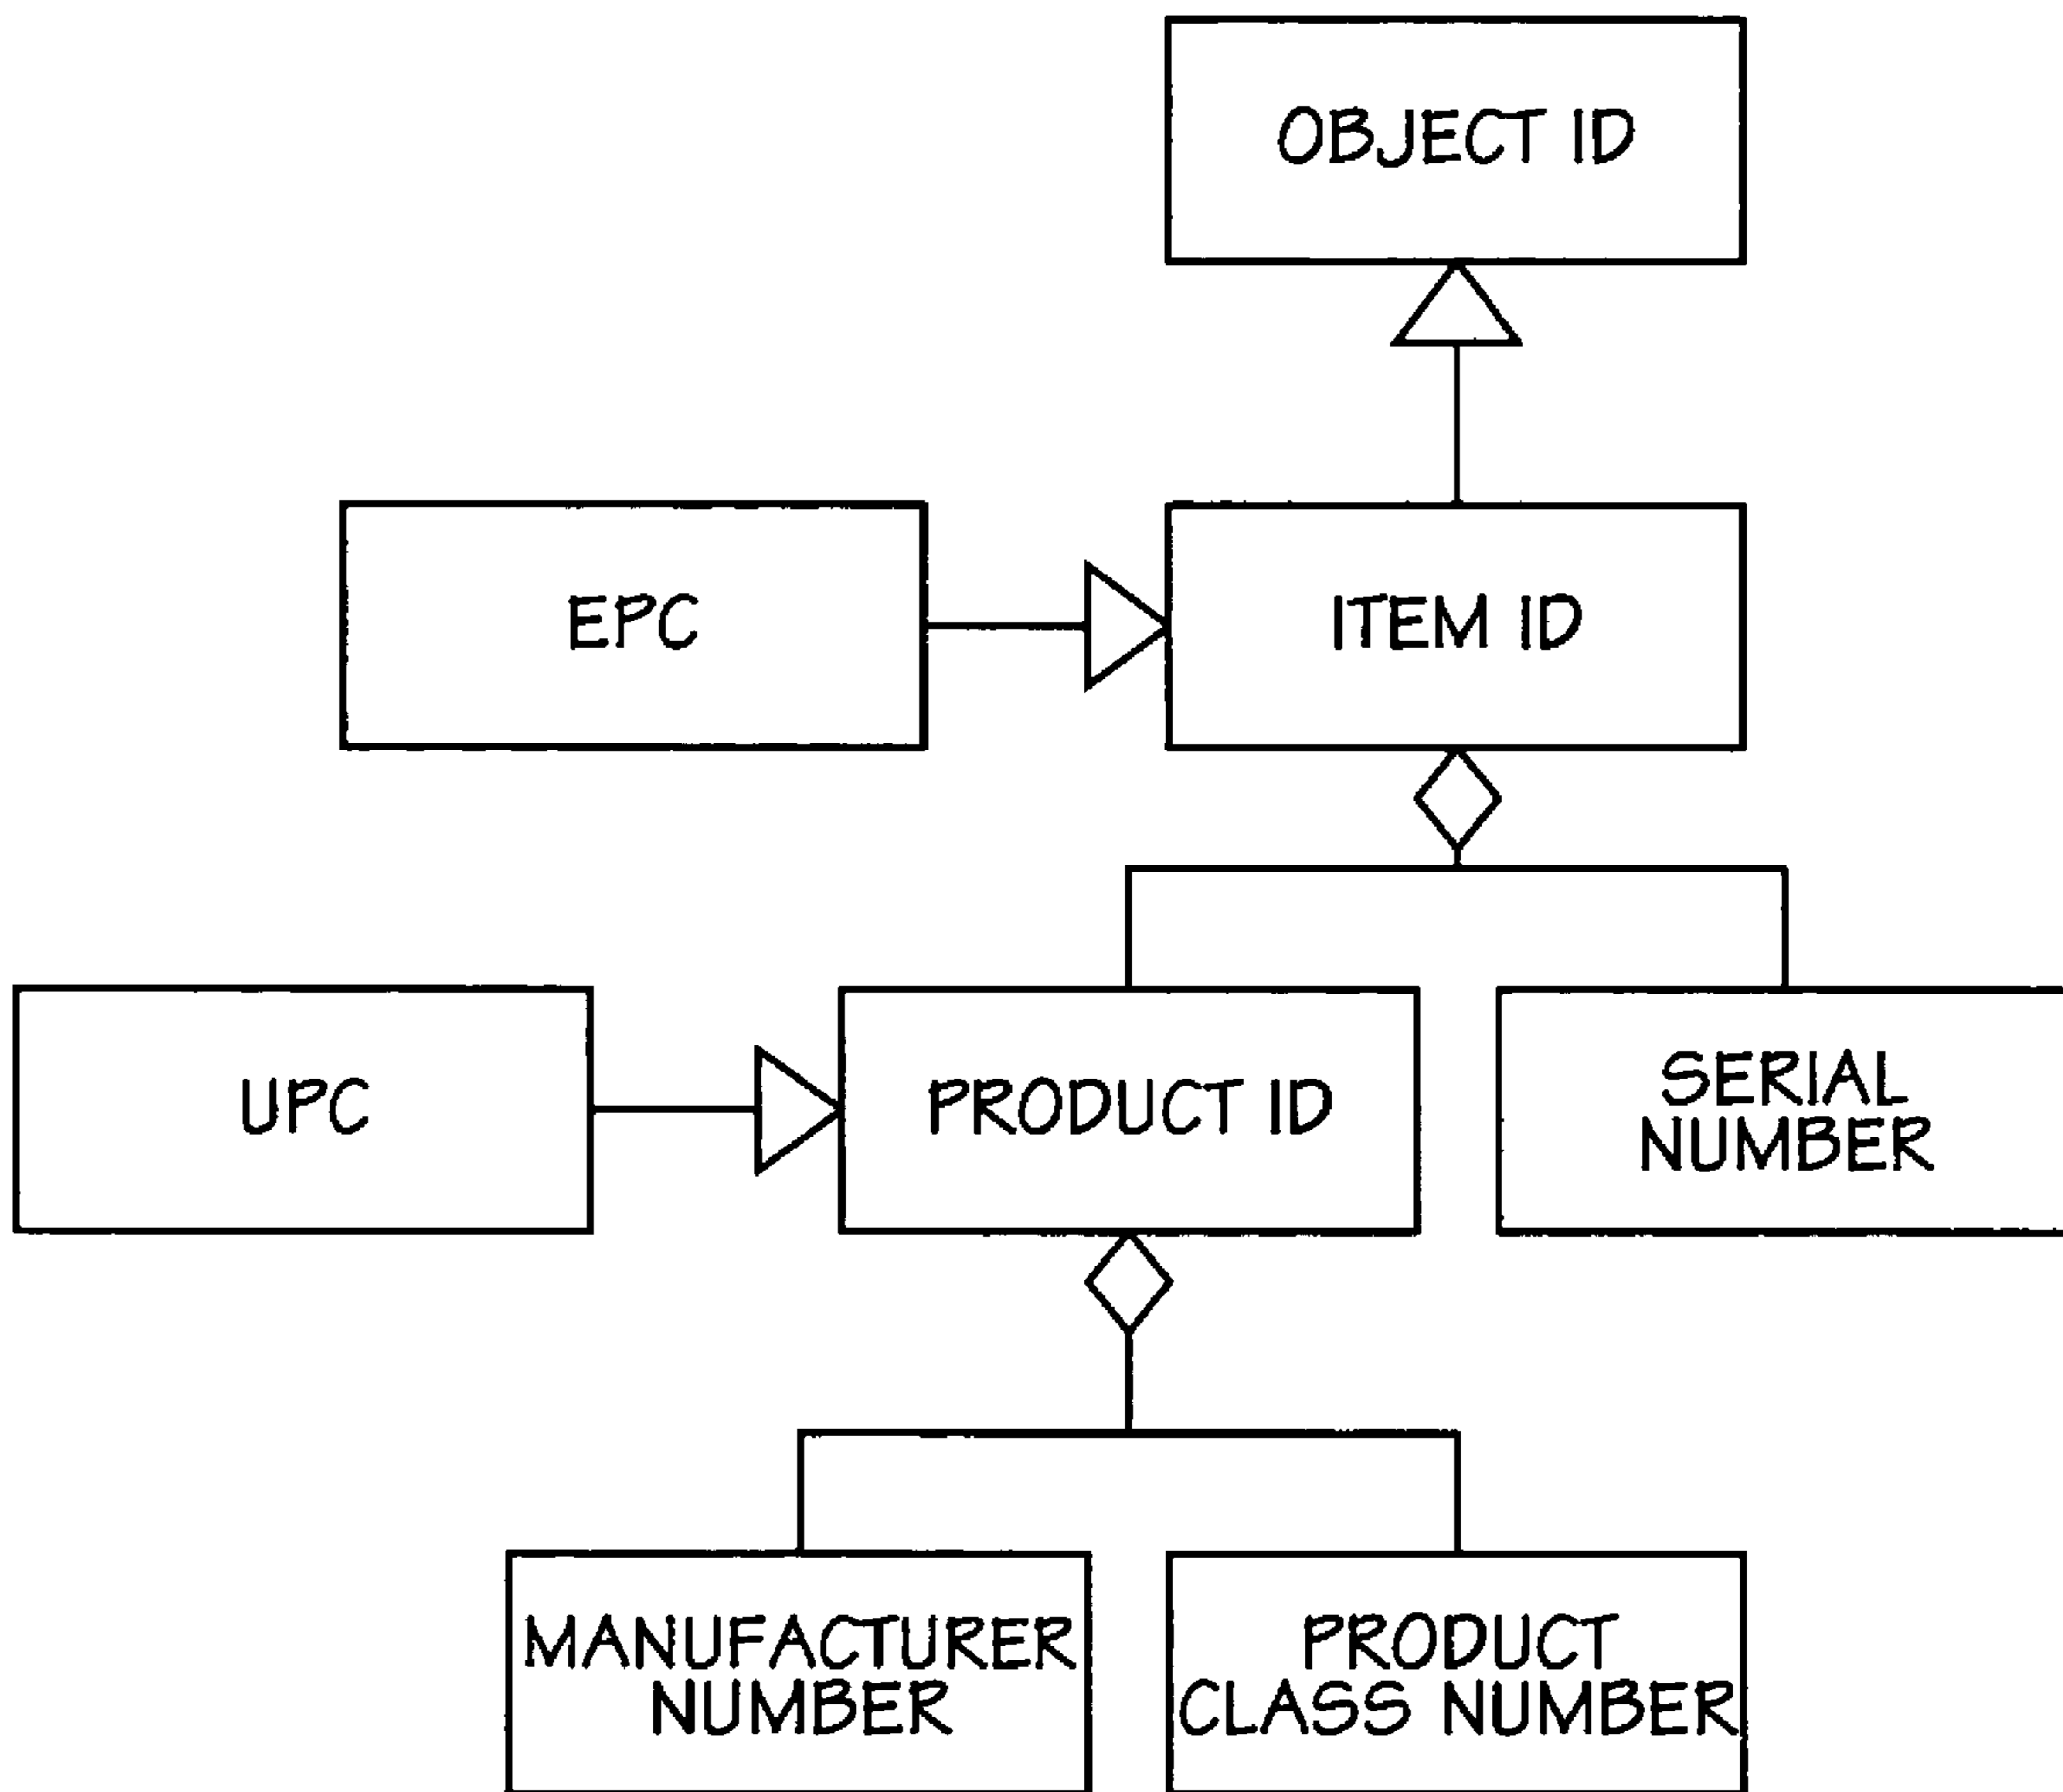 OBJECT ID
EPC
ITEM ID
UPC
PRODUCT ID
SERIAL
NUMBER
MANUFACTURER
NUMBER
PRODUCT
CLASS NUMBER